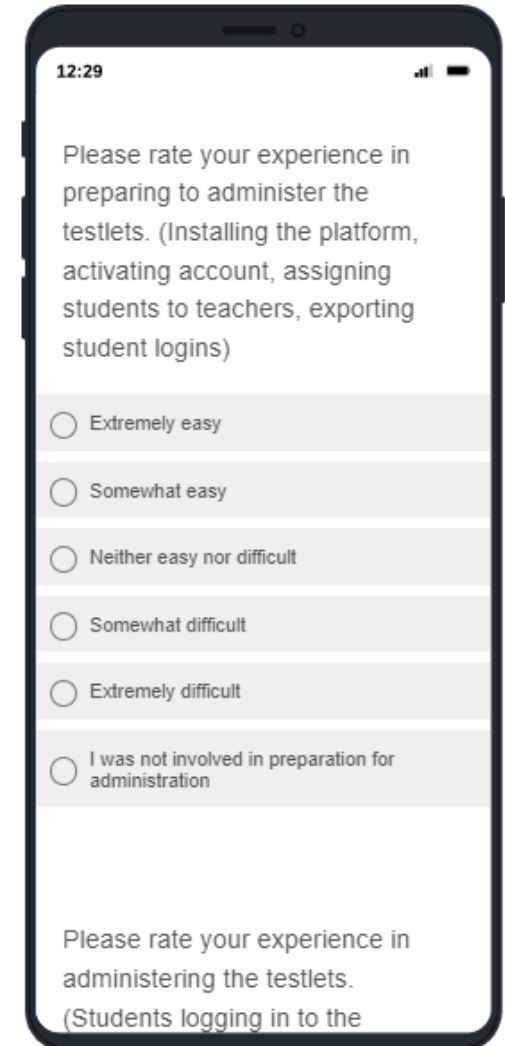 12:29
Please rate your experience in
preparing to administer the
testlets. (Installing the platform,
activating account, assigning
students to teachers, exporting
student logins)
Extremely easy
Somewhat easy
Neither easy nor difficult
Somewhat difficult
Extremely difficult
I was not involved in preparation for
administration
Please rate your experience in
administering the testlets.
(Students logging in to the